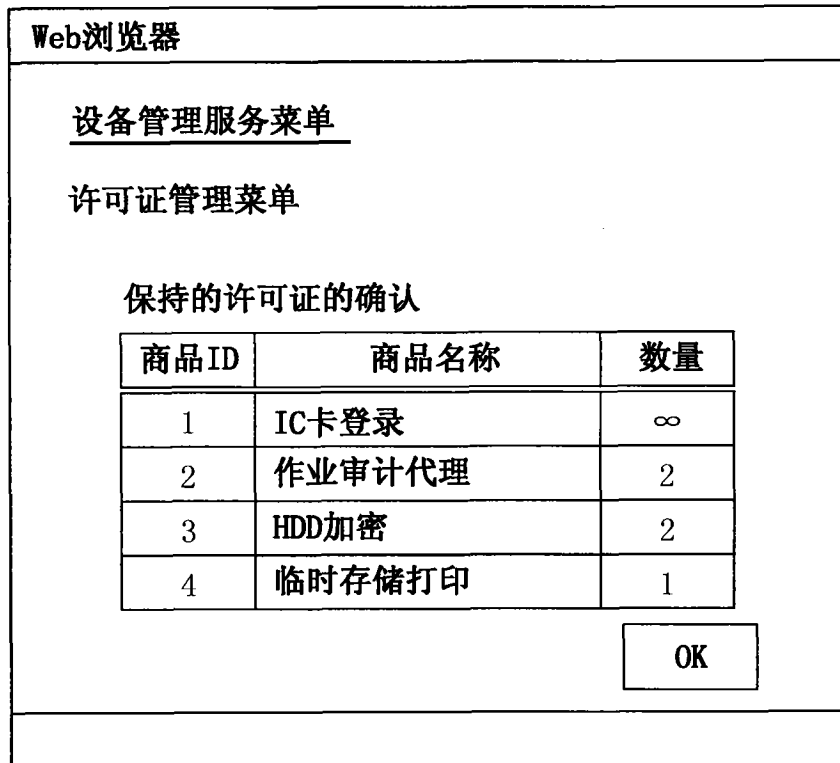 Web浏览器
设备管理服务菜单
许可证管理菜单
保持的许可证的确认
商品ID 商品名称 数量
1 IC卡登录 ∞
2 作业审计代理 2
3 HDD加密 2
4 临时存储打印 1
OK